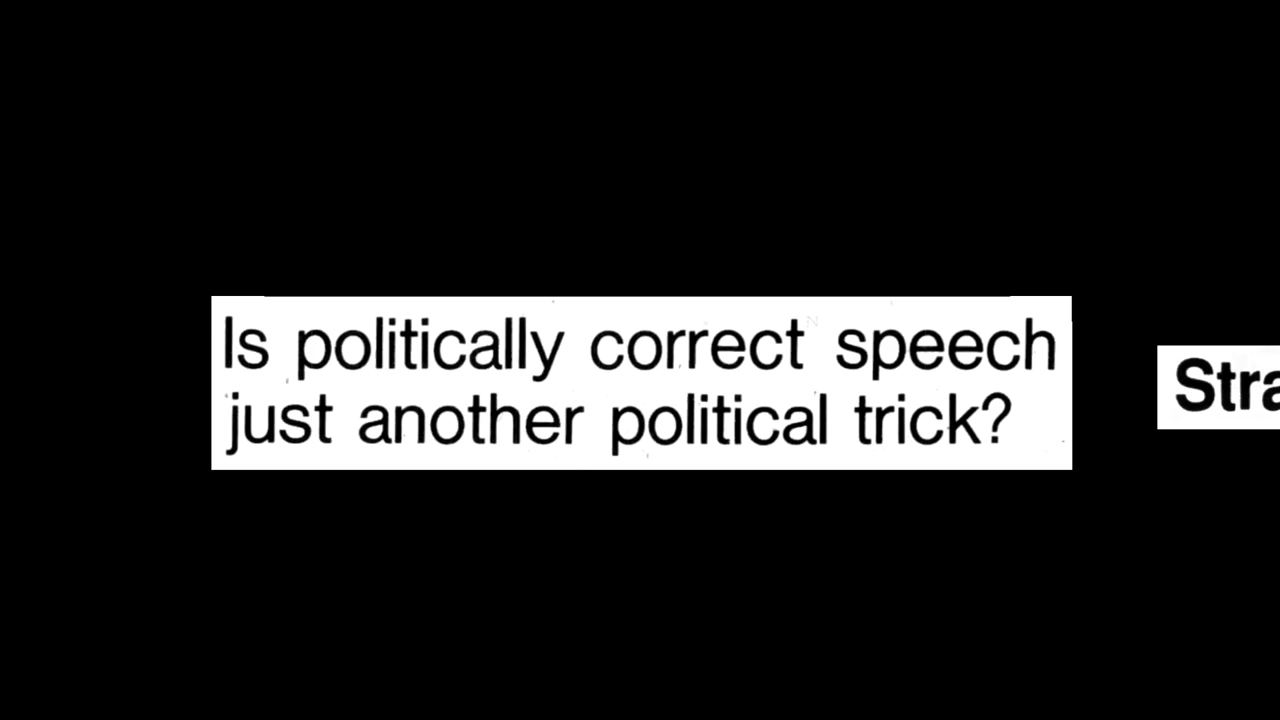 Is politically correct speech
just another political trick?